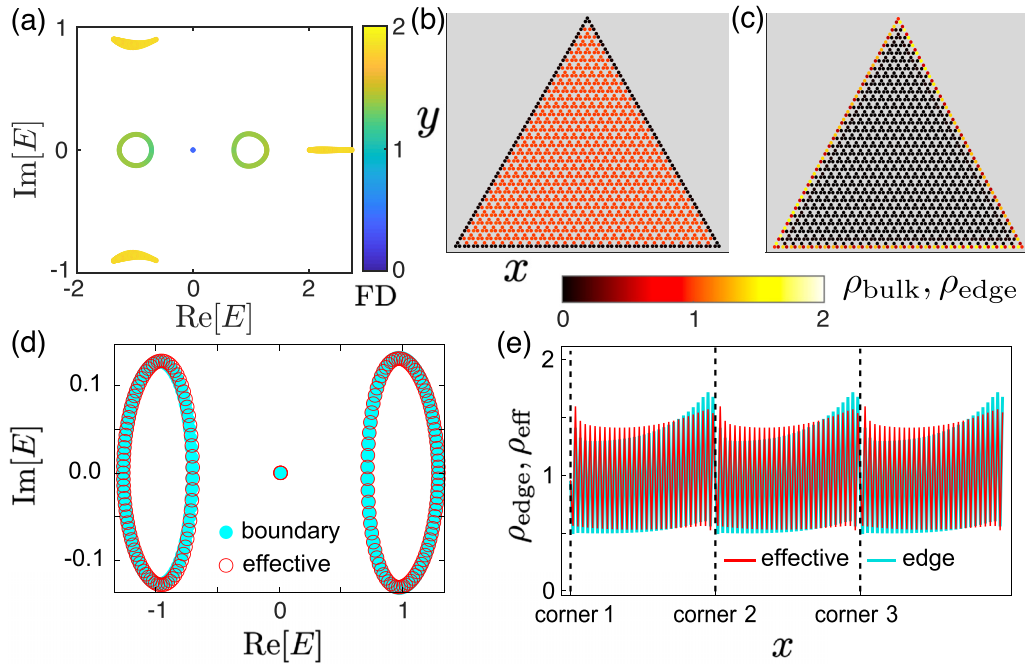 (a)
1
0
-1
Im[E]
-2
0
2
Re[E]
2
1
0
FD
(b)
y
x
(c)
0
1
2
ρbulk, ρedge
(d)
0.1
0.0
-0.1
Im[E]
boundary
effective
-1
0
1
Re[E]
(e)
2
1
0
ρedge, ρeff
effective
edge
corner 1
corner 2
corner 3
x